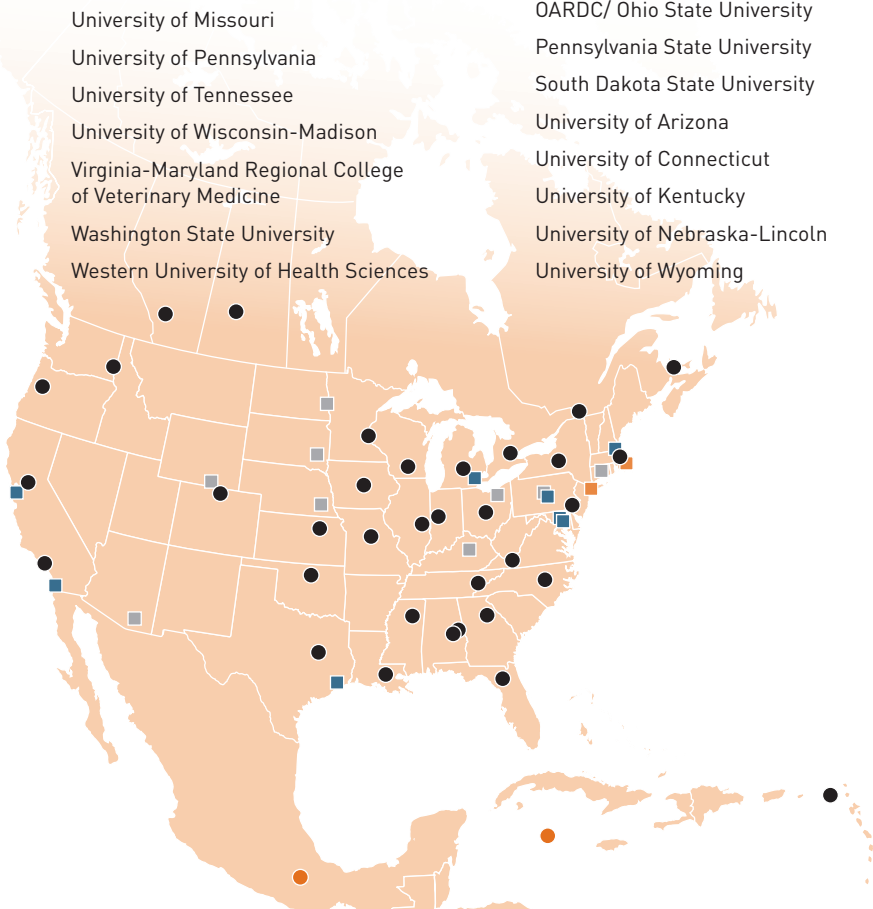 University of Missouri
University of Pennsylvania
University of Tennessee
University of Wisconsin-Madison
Virginia-Maryland Regional College
of Veterinary Medicine
Washington State University
Western University of Health Sciences
OARDC/ Ohio State University
Pennsylvania State University
South Dakota State University
University of Arizona
University of Connecticut
University of Kentucky
University of Nebraska-Lincoln
University of Wyoming